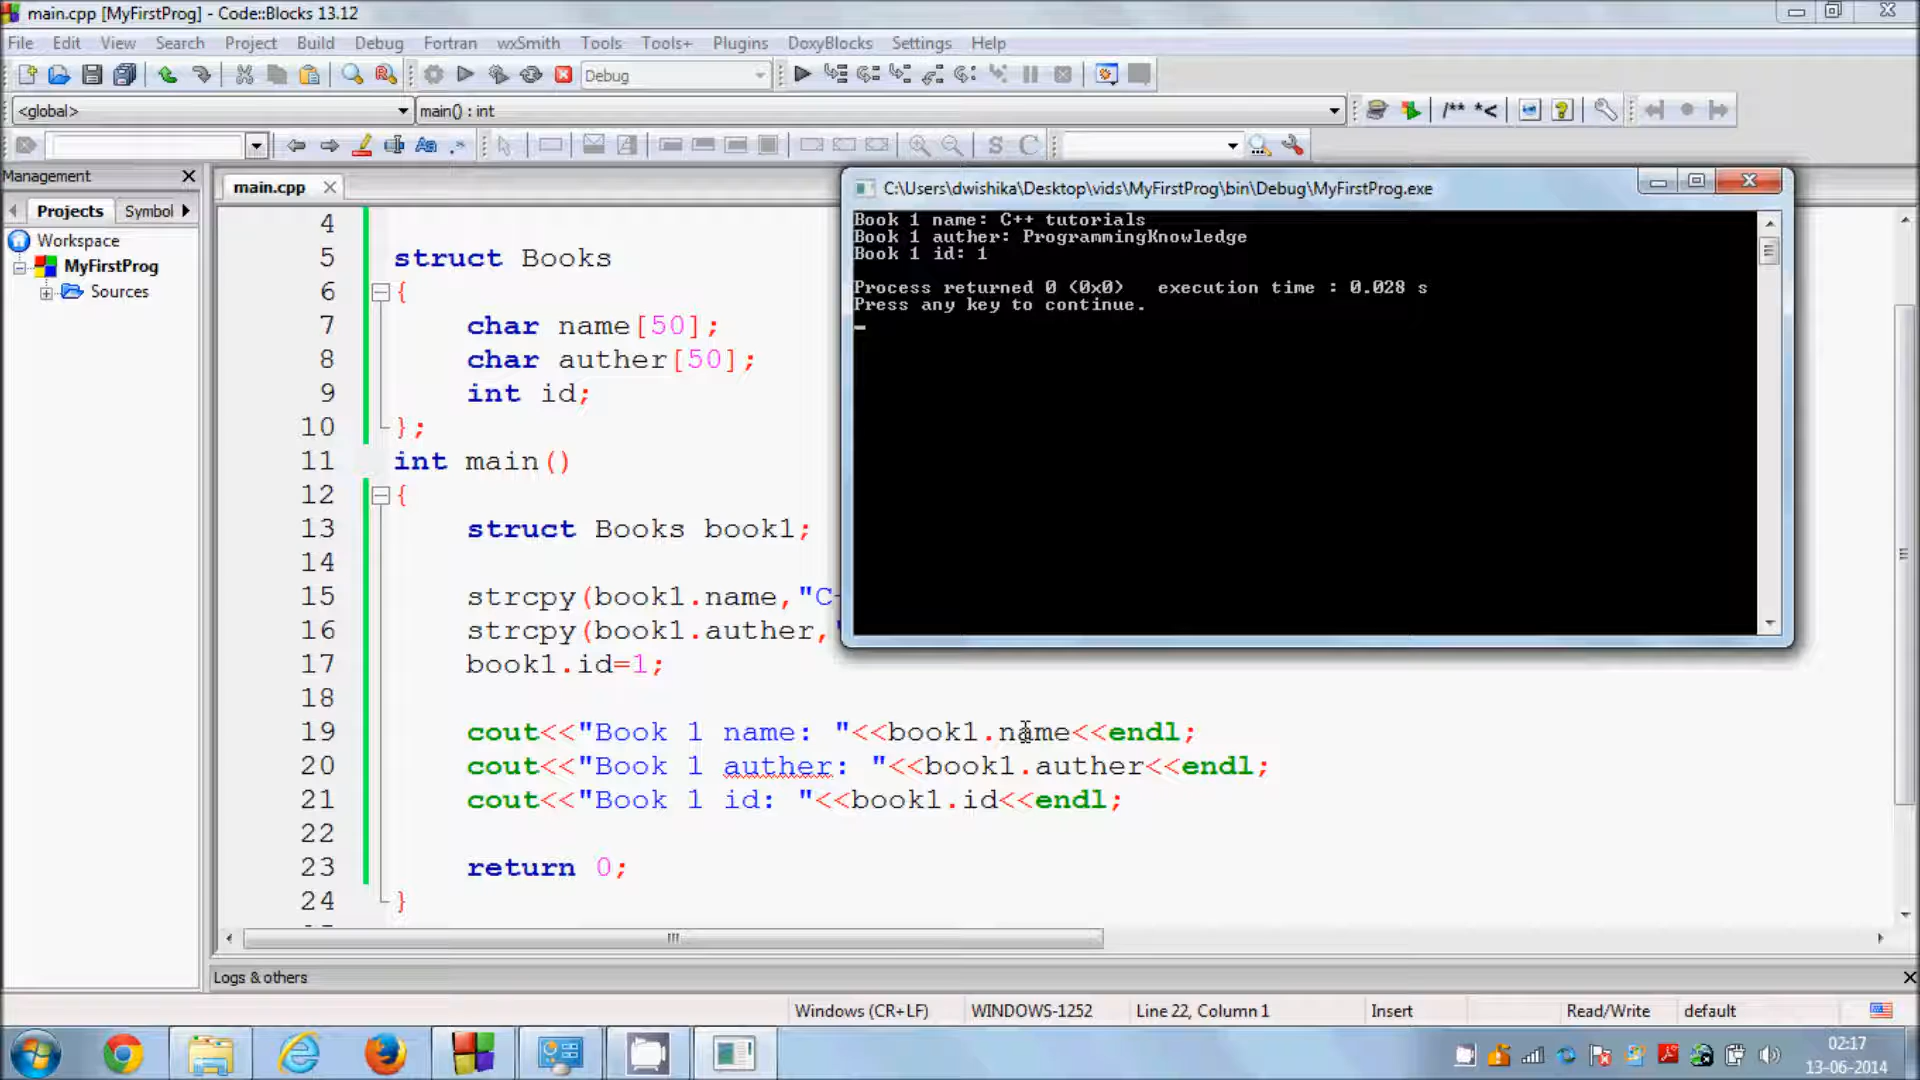 main.cpp [MyFirstProg] - Code::Blocks 13.12
File Edit View Search Project Build Debug Fortran wxSmith Tools Tools+ Plugins DoxyBlocks Settings Help
Debug
<global> main() : int
/** *<
S C
Management
main.cpp
Projects Symbol
Workspace
MyFirstProg
Sources
C:\Users\dwishika\Desktop\vids\MyFirstProg\bin\Debug\MyFirstProg.exe
Book 1 name: C++ tutorials
Book 1 auther: ProgrammingKnowledge
Book 1 id: 1
Process returned 0 (0x0)   execution time : 0.028 s
Press any key to continue.
4
5 struct Books
6 {
7 char name[50];
8 char auther[50];
9 int id;
10 };
11 int main()
12 {
13 struct Books book1;
14
15 strcpy(book1.name,"C
16 strcpy(book1.auther,
17 book1.id=1;
18
19 cout<<"Book 1 name: "<<book1.name<<endl;
20 cout<<"Book 1 auther: "<<book1.auther<<endl;
21 cout<<"Book 1 id: "<<book1.id<<endl;
22
23 return 0;
24 }
Logs & others
Windows (CR+LF) WINDOWS-1252 Line 22, Column 1 Insert Read/Write default
02:17
13-06-2014